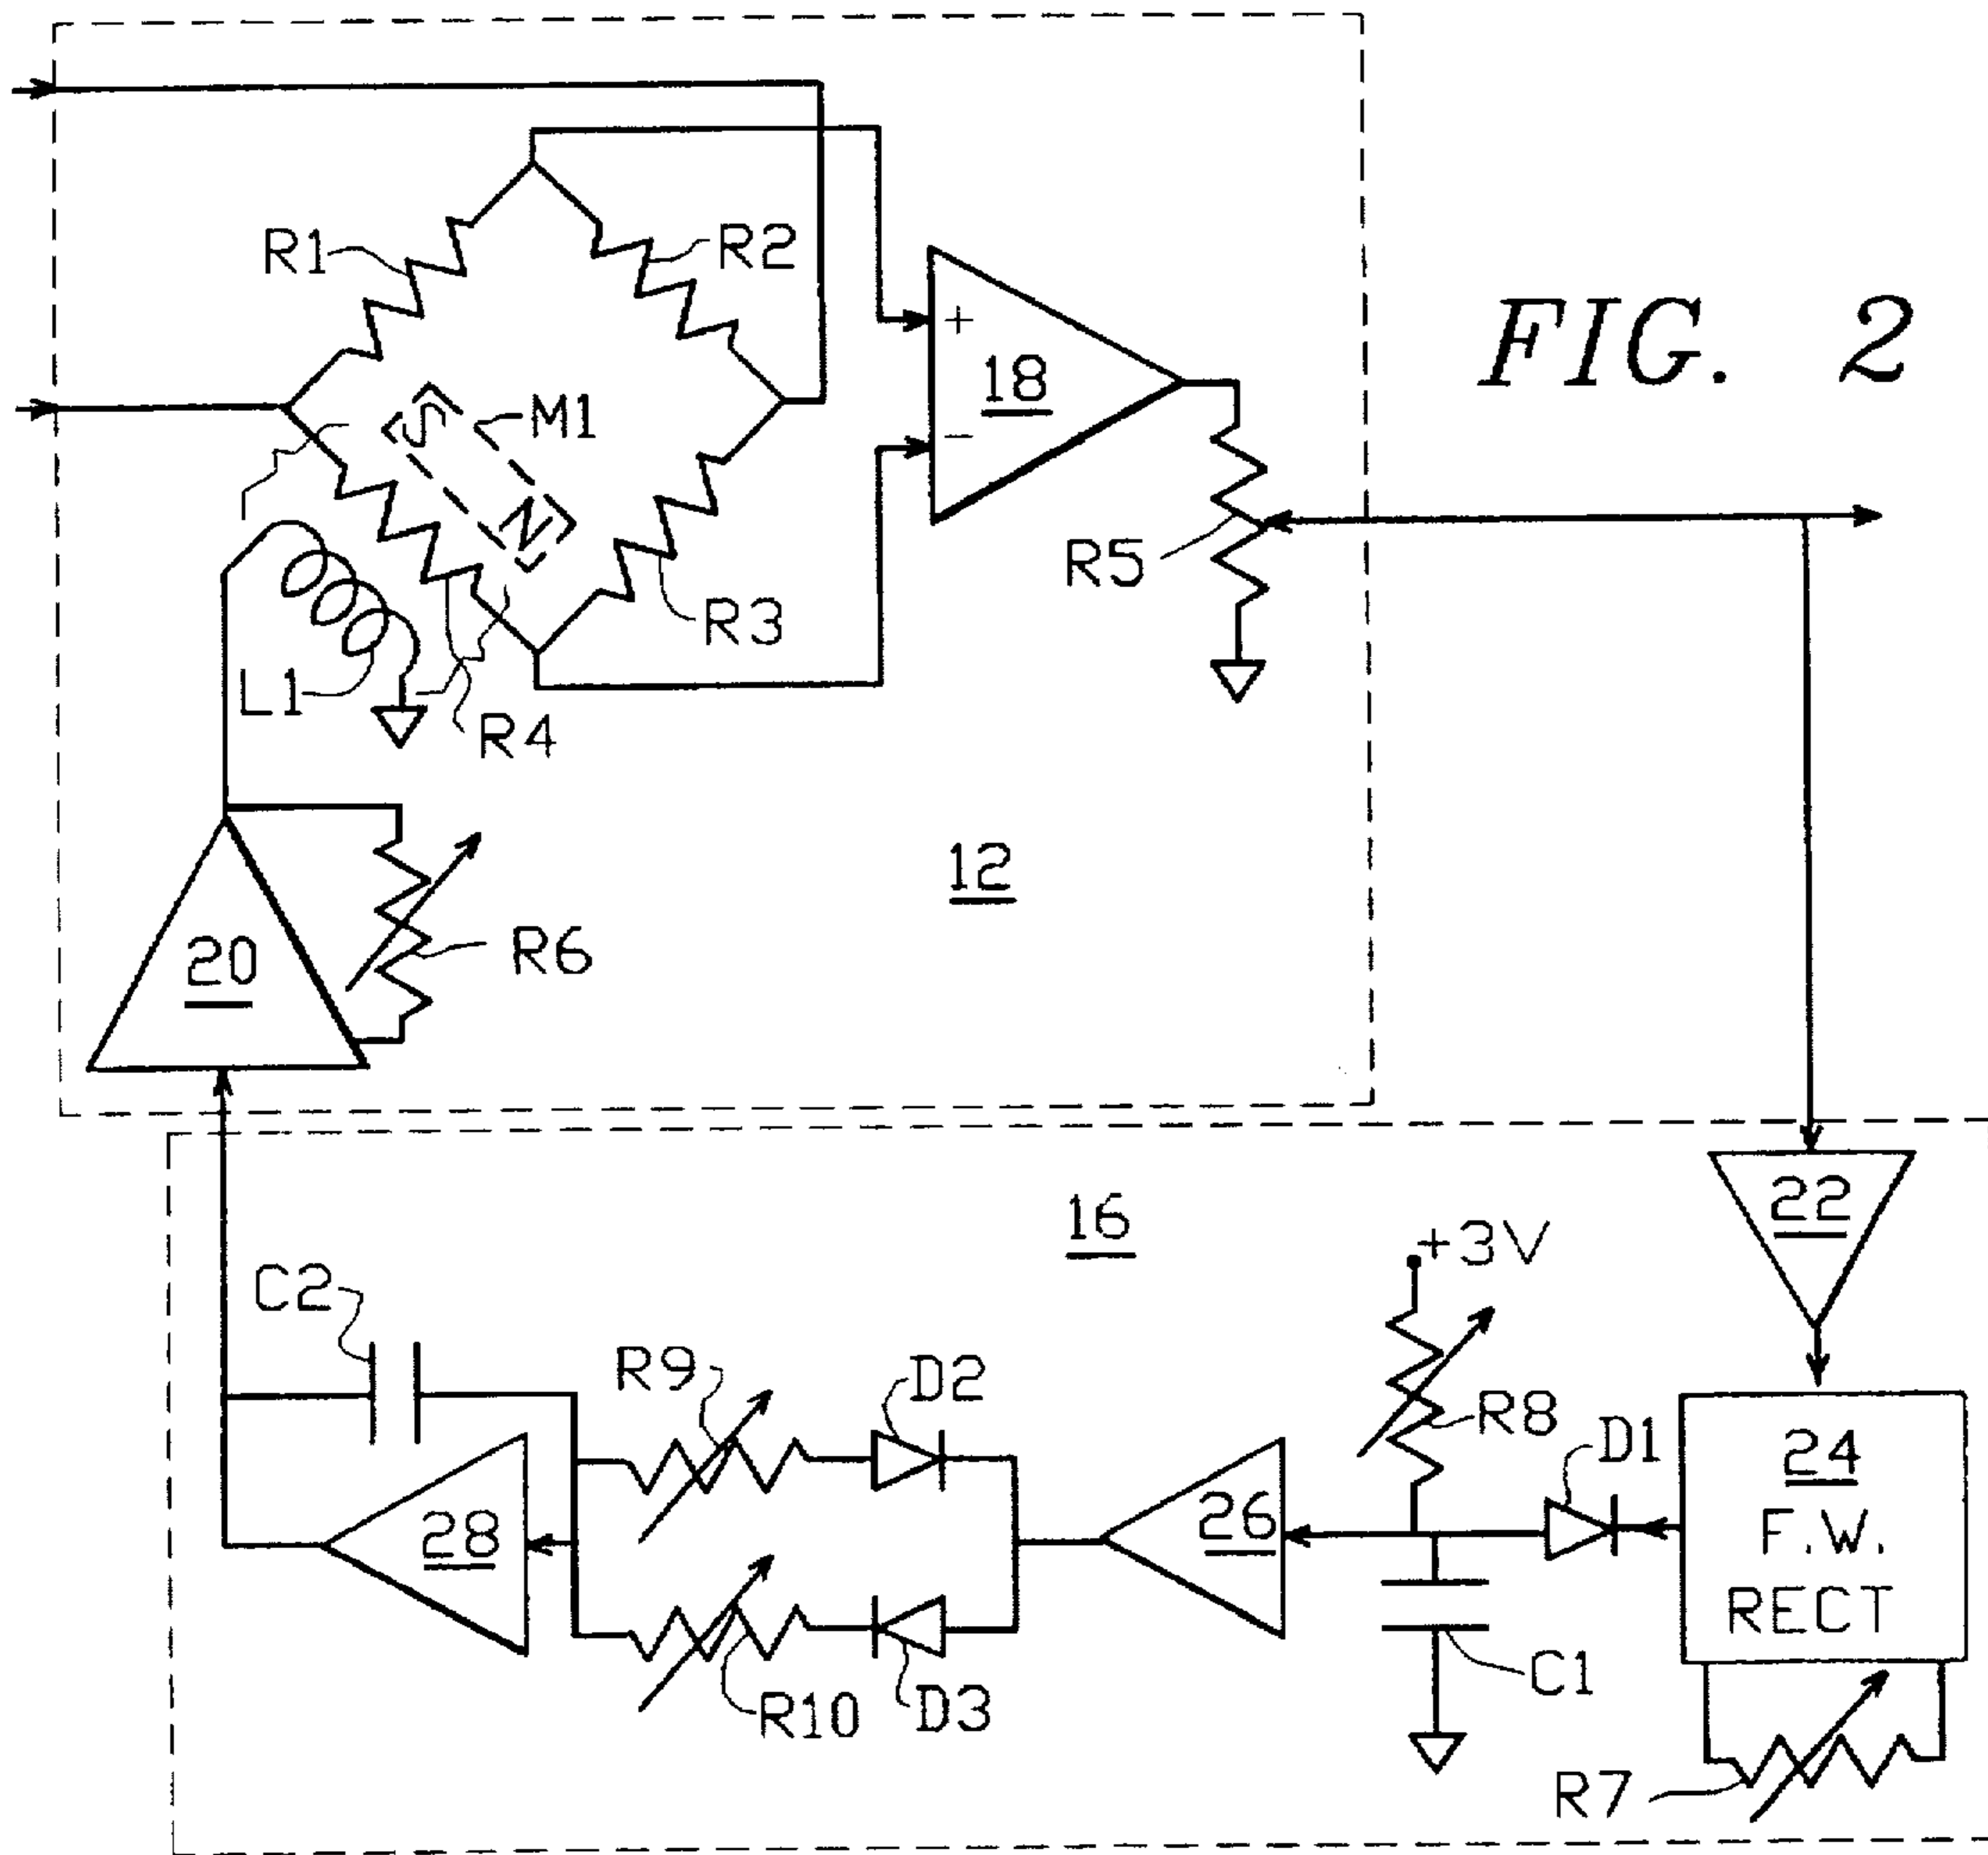 R1
R2
+
18
−
FIG. 2
S
M1
N
R5
R3
L1
R4
12
20
R6
16
22
+3V
C2
R9
D2
R8
D1
24
F.W.
RECT
28
26
R10
D3
C1
R7